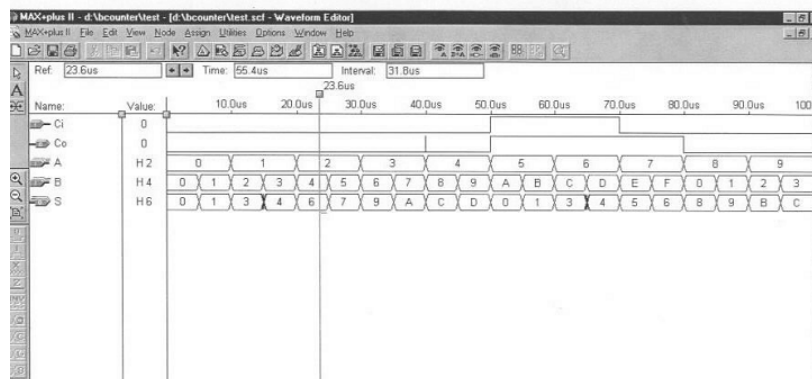 MAX+plus II - d:\bcounter\test - [d:\bcounter\test.scf - Waveform Editor]
MAX+plus II File Edit View Node Assign Utilities Options Window Help
Ref: 23.6us Time: 55.4us Interval: 31.8us
23.6us
Name: Value: 10.0us 20.0us 30.0us 40.0us 50.0us 60.0us 70.0us 80.0us 90.0us 100
Ci 0
Co 0
A H 2 0 1 2 3 4 5 6 7 8 9
B H 4 0 1 2 3 4 5 6 7 8 9 A B C D E F 0 1 2 3
S H 6 0 1 3 4 6 7 9 A C D 0 1 3 4 5 6 8 9 B C